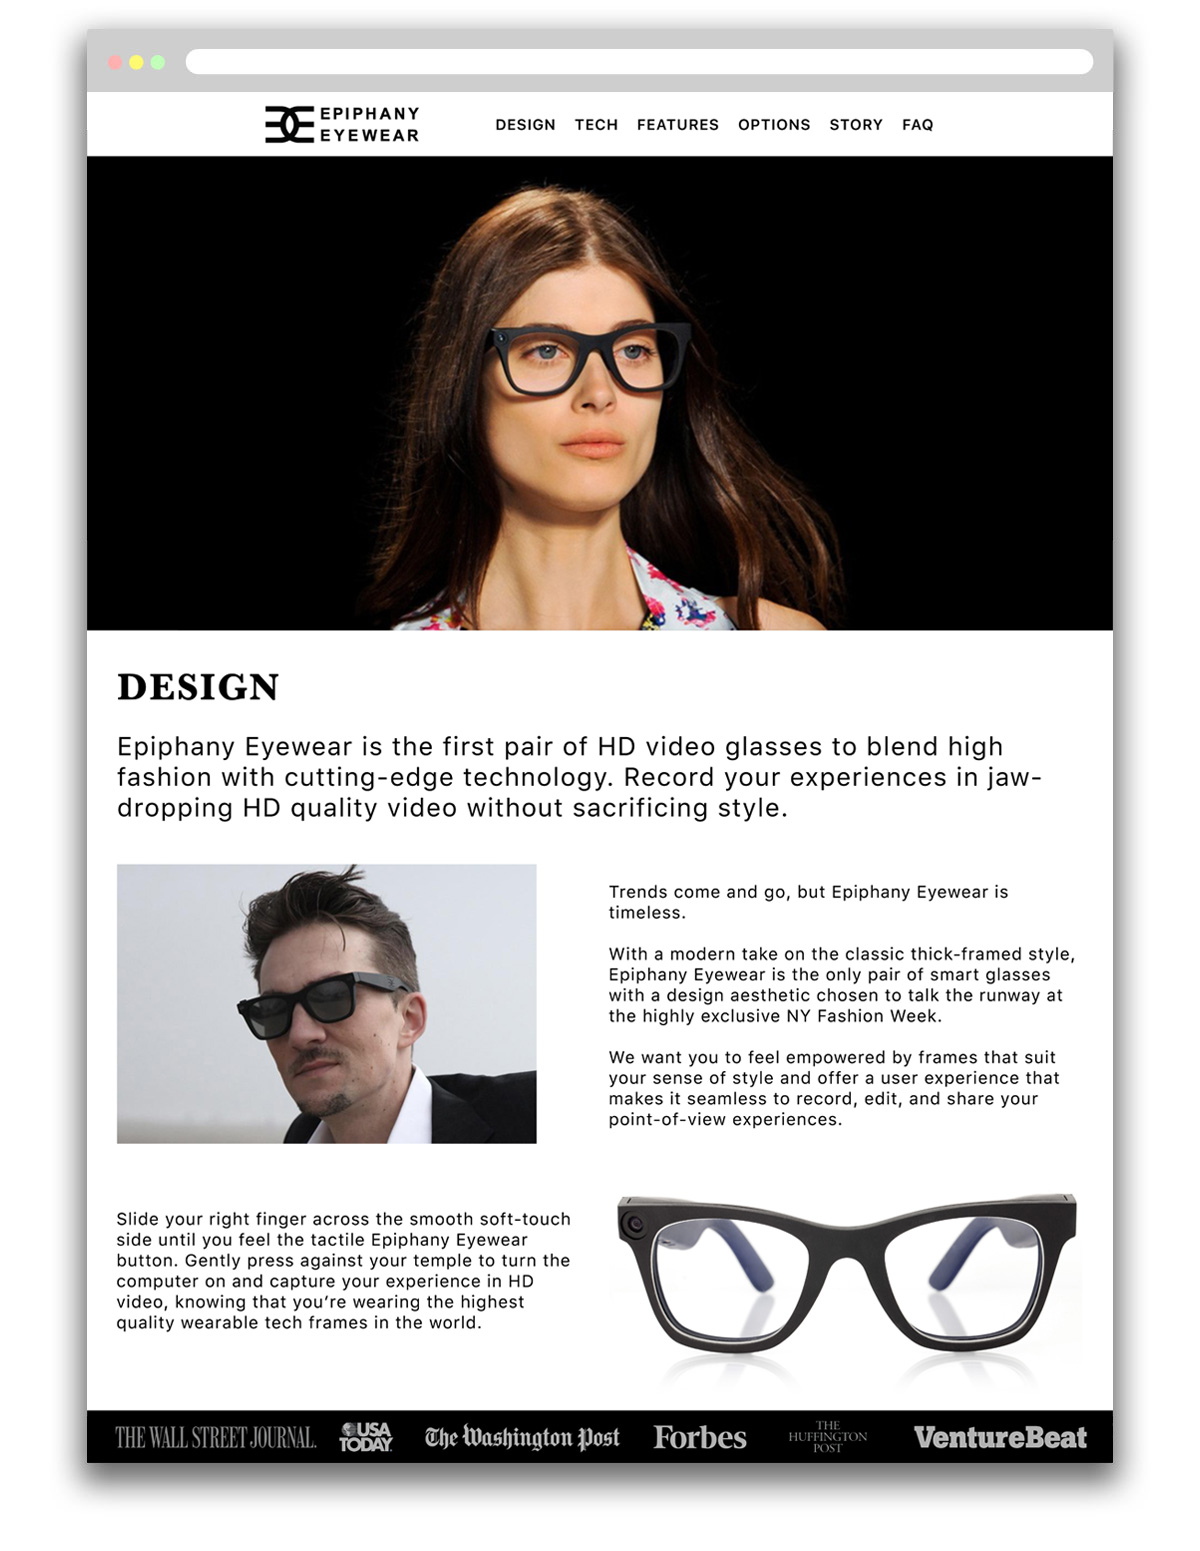 EPIPHANY
EYEWEAR
DESIGN TECH FEATURES OPTIONS STORY FAQ
DESIGN
Epiphany Eyewear is the first pair of HD video glasses to blend high
fashion with cutting-edge technology. Record your experiences in jaw-
dropping HD quality video without sacrificing style.
Trends come and go, but Epiphany Eyewear is
timeless.
With a modern take on the classic thick-framed style,
Epiphany Eyewear is the only pair of smart glasses
with a design aesthetic chosen to talk the runway at
the highly exclusive NY Fashion Week.
We want you to feel empowered by frames that suit
your sense of style and offer a user experience that
makes it seamless to record, edit, and share your
point-of-view experiences.
Slide your right finger across the smooth soft-touch
side until you feel the tactile Epiphany Eyewear
button. Gently press against your temple to turn the
computer on and capture your experience in HD
video, knowing that you’re wearing the highest
quality wearable tech frames in the world.
THE WALL STREET JOURNAL.
USA
TODAY
The Washington Post
Forbes
THE
HUFFINGTON
POST
VentureBeat